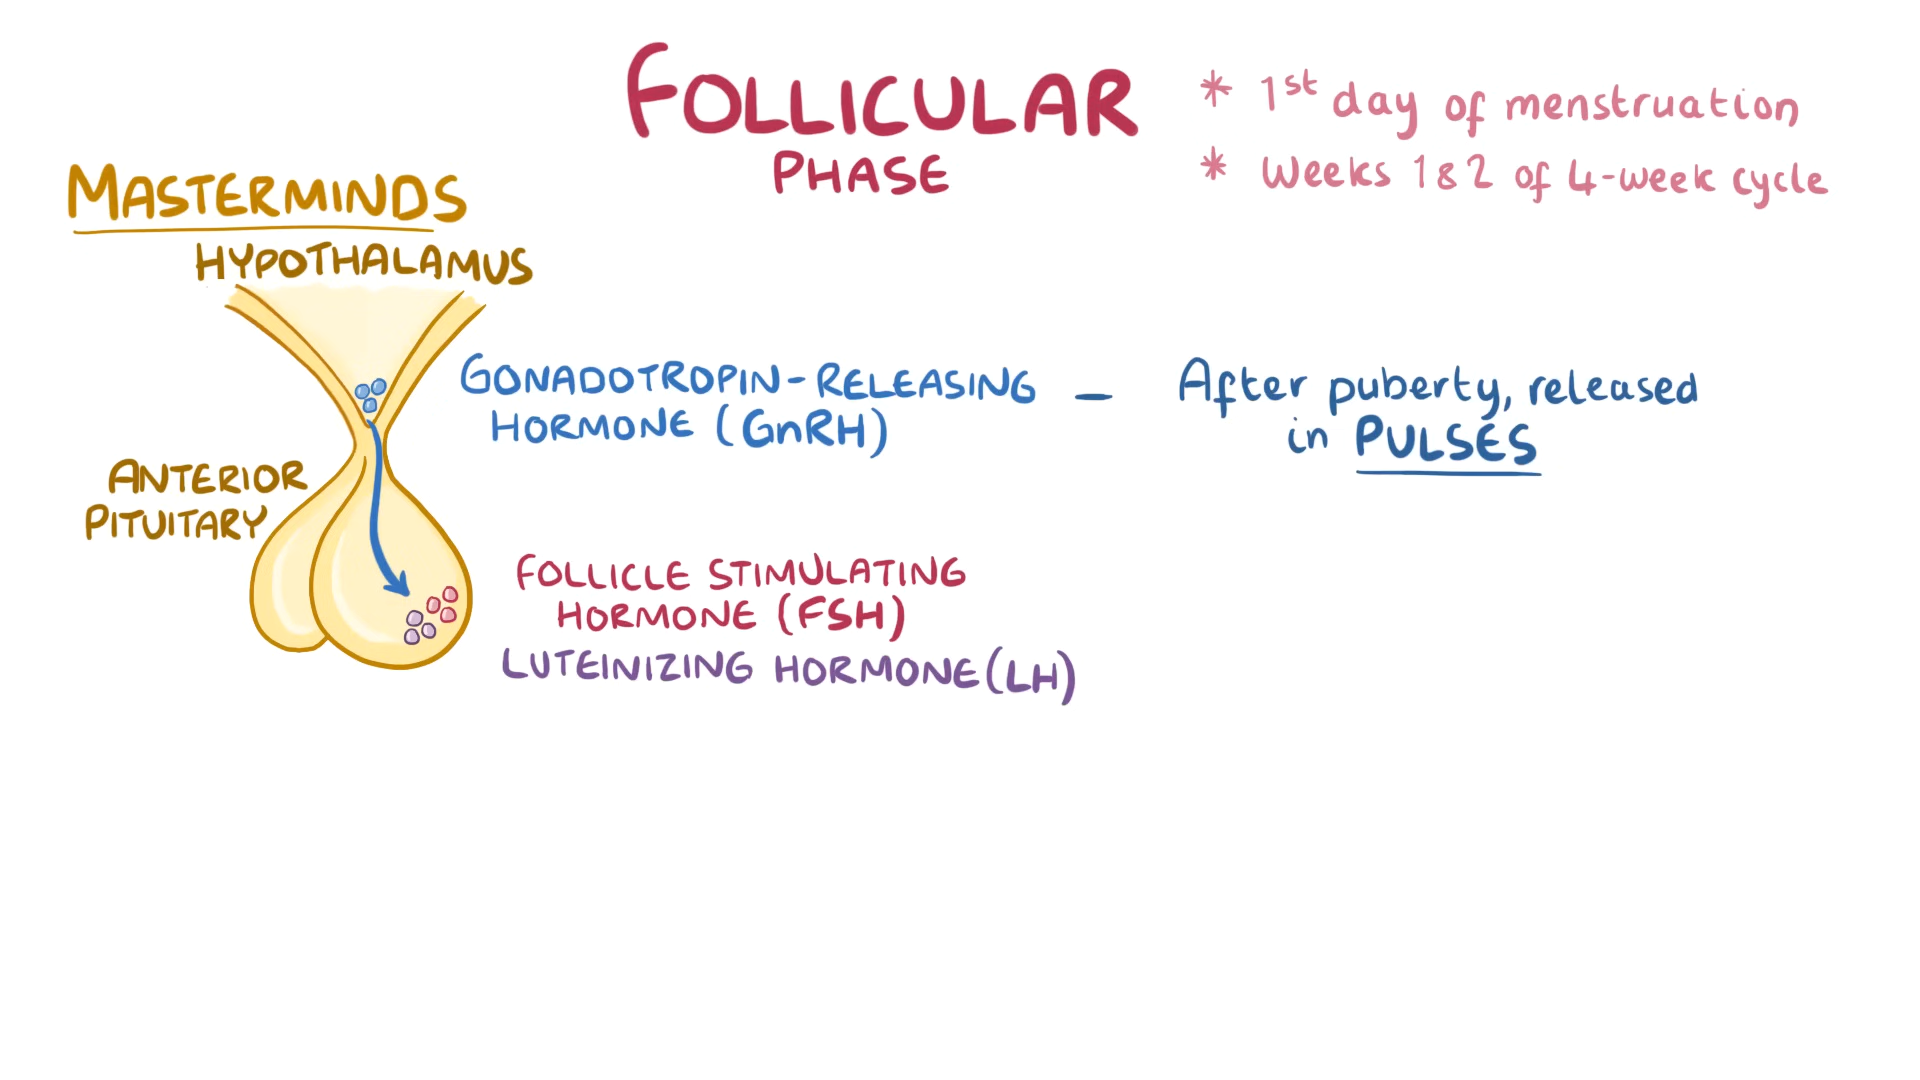 FOLLICULAR
PHASE
* 1st day of menstruation
* Weeks 1 & 2 of 4-week cycle
MASTERMINDS
HYPOTHALAMUS
GONADOTROPIN-RELEASING
HORMONE (GnRH)
– After puberty, released
in PULSES
ANTERIOR
PITUITARY
FOLLICLE STIMULATING
HORMONE (FSH)
LUTEINIZING HORMONE (LH)